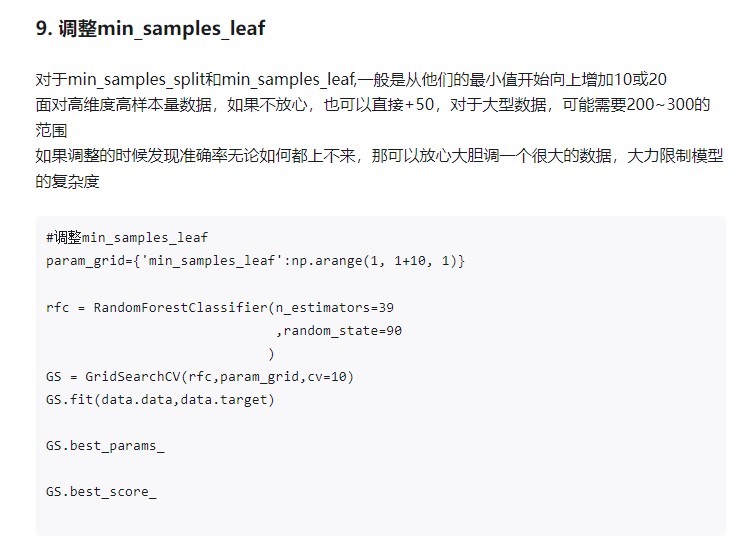 9. 调整min_samples_leaf
对于min_samples_split和min_samples_leaf,一般是从他们的最小值开始向上增加10或20
面对高维度高样本量数据，如果不放心，也可以直接+50，对于大型数据，可能需要200~300的
范围
如果调整的时候发现准确率无论如何都上不来，那可以放心大胆调一个很大的数据，大力限制模型
的复杂度
#调整min_samples_leaf
param_grid={'min_samples_leaf':np.arange(1, 1+10, 1)}
rfc = RandomForestClassifier(n_estimators=39
,random_state=90
)
GS = GridSearchCV(rfc,param_grid,cv=10)
GS.fit(data.data,data.target)
GS.best_params_
GS.best_score_